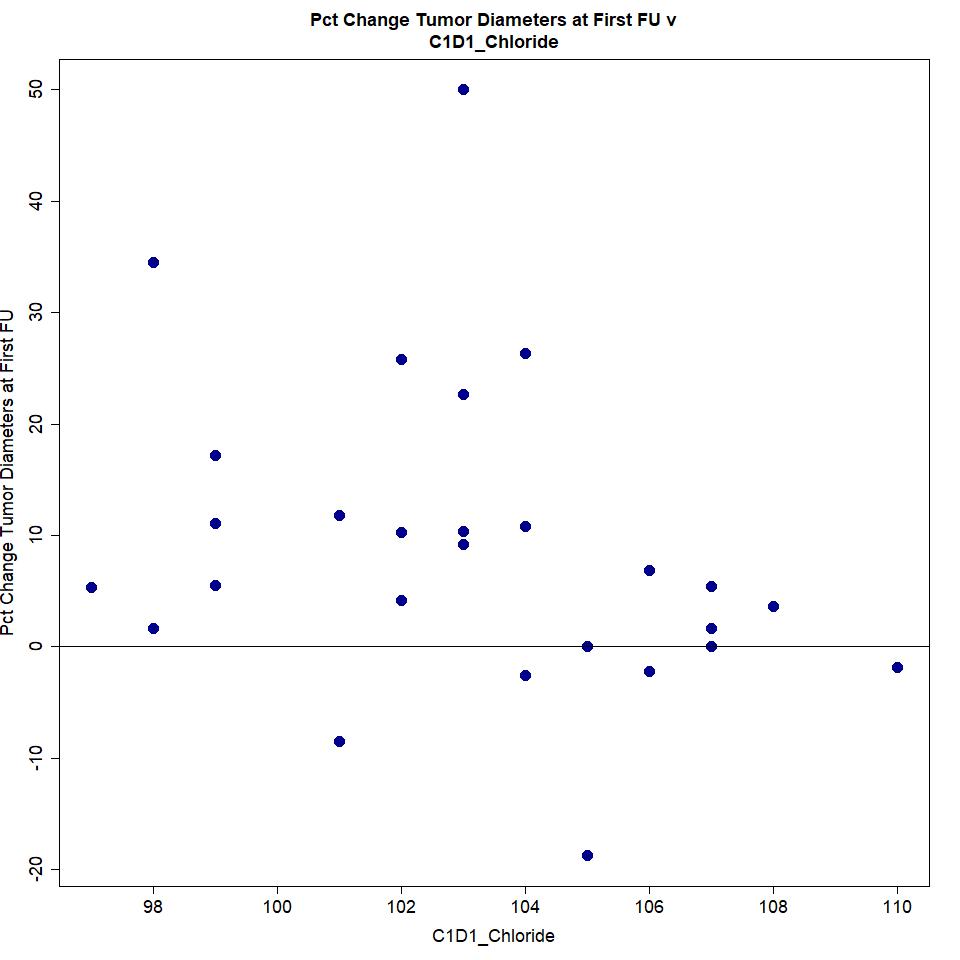 Pct Change Tumor Diameters at First FU v
C1D1_Chloride
Pct Change Tumor Diameters at First FU
50
40
30
20
10
0
-10
-20
98 100 102 104 106 108 110
C1D1_Chloride